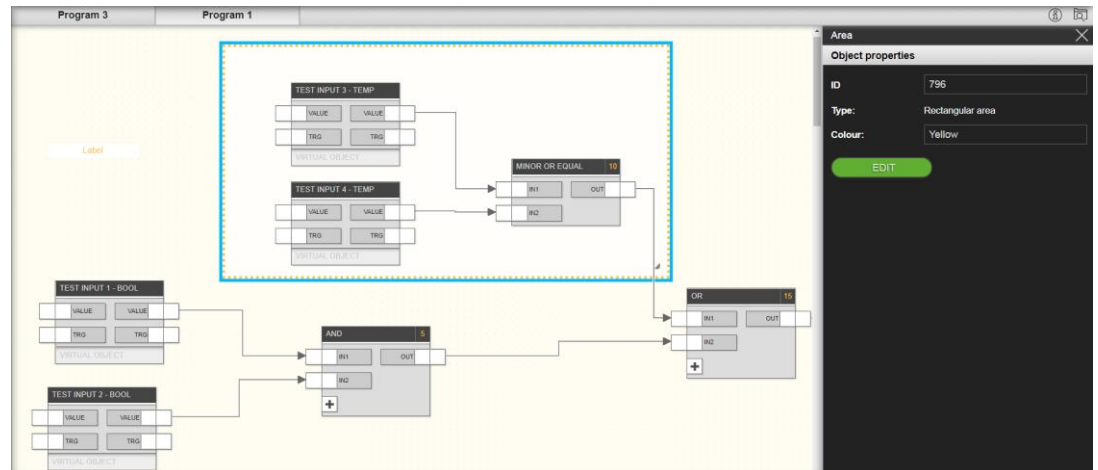 Program 3
Program 1
Label
TEST INPUT 3 - TEMP
VALUE VALUE
TRG TRG
VIRTUAL OBJECT
TEST INPUT 4 - TEMP
VALUE VALUE
TRG TRG
VIRTUAL OBJECT
MINOR OR EQUAL 10
IN1 OUT
IN2
TEST INPUT 1 - BOOL
VALUE VALUE
TRG TRG
VIRTUAL OBJECT
TEST INPUT 2 - BOOL
VALUE VALUE
TRG TRG
VIRTUAL OBJECT
AND 5
IN1 OUT
IN2
+
OR 15
IN1 OUT
IN2
+
Area
Object properties
ID 796
Type: Rectangular area
Colour: Yellow
EDIT